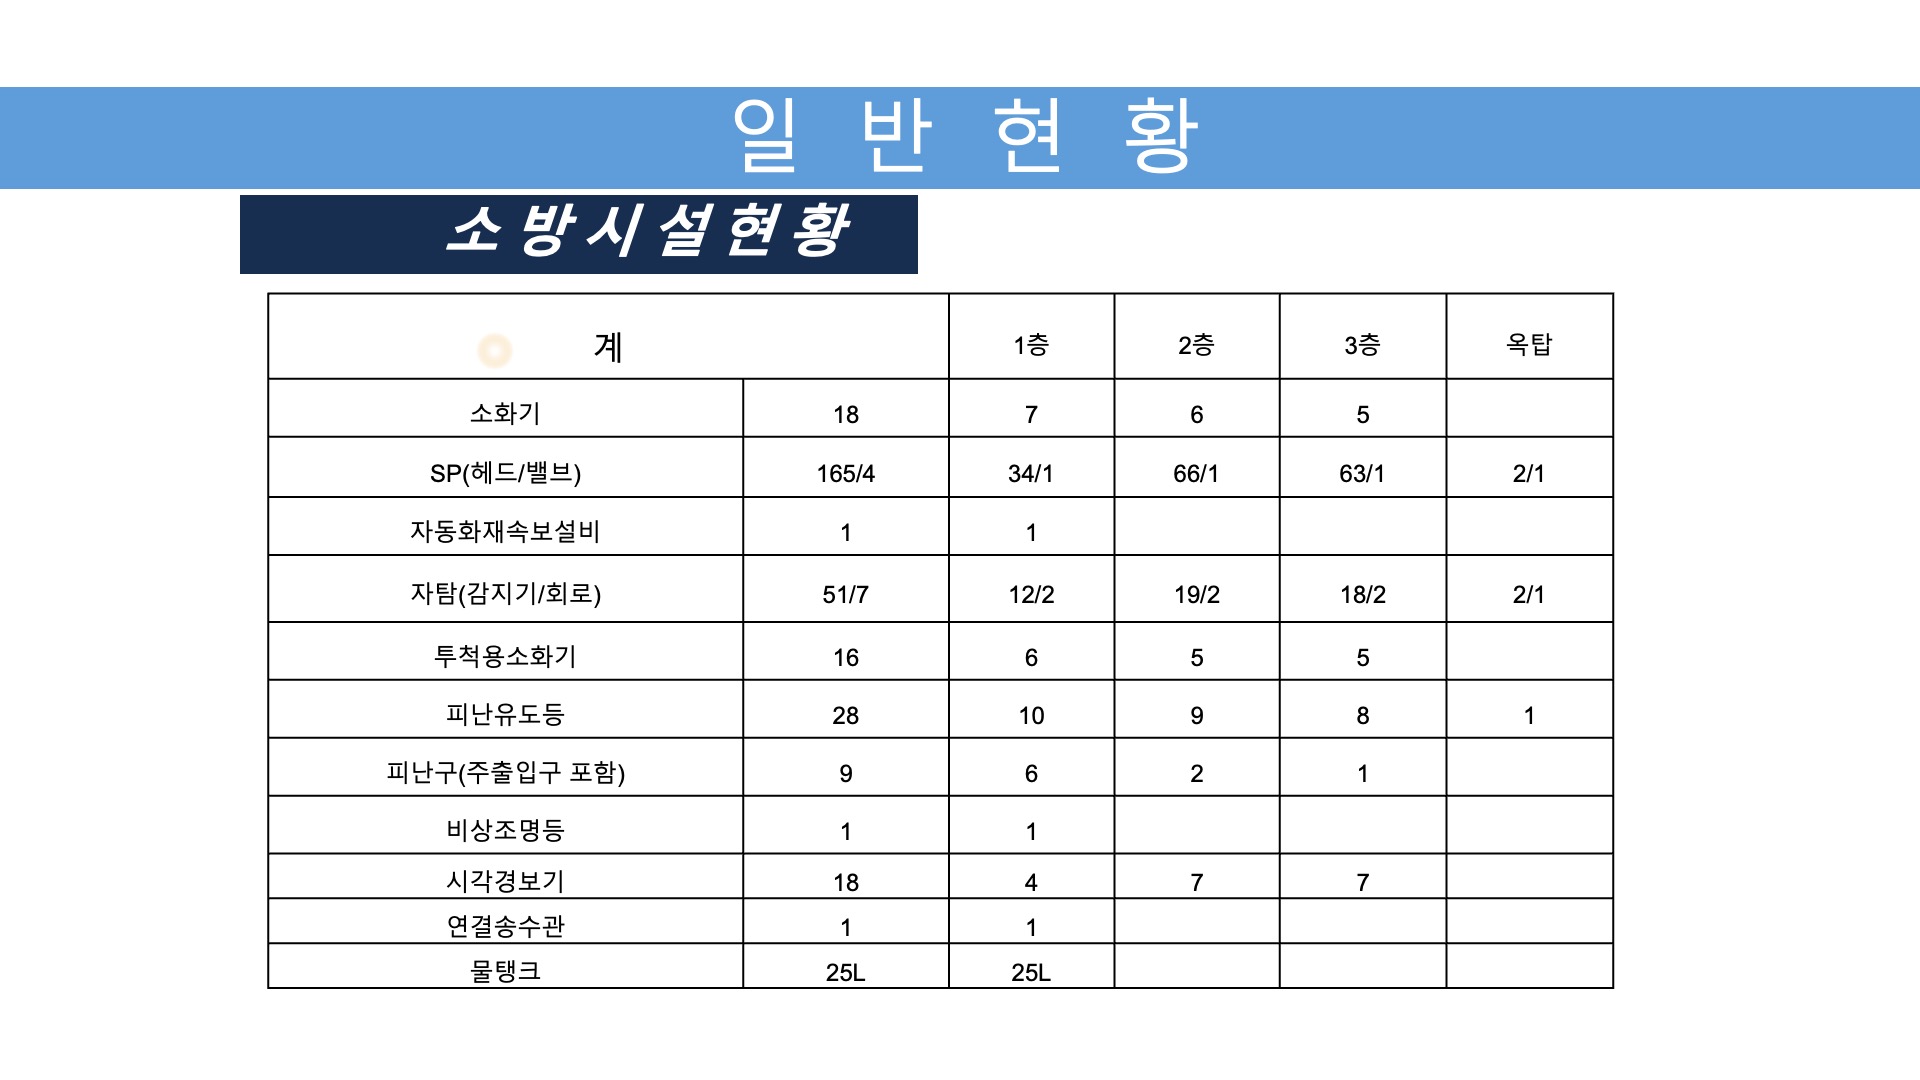 일 반 현 황
소 방 시 설 현 황
계 1층 2층 3층 옥탑
소화기 18 7 6 5
SP(헤드/밸브) 165/4 34/1 66/1 63/1 2/1
자동화재속보설비 1 1
자탐(감지기/회로) 51/7 12/2 19/2 18/2 2/1
투척용소화기 16 6 5 5
피난유도등 28 10 9 8 1
피난구(주출입구 포함) 9 6 2 1
비상조명등 1 1
시각경보기 18 4 7 7
연결송수관 1 1
물탱크 25L 25L